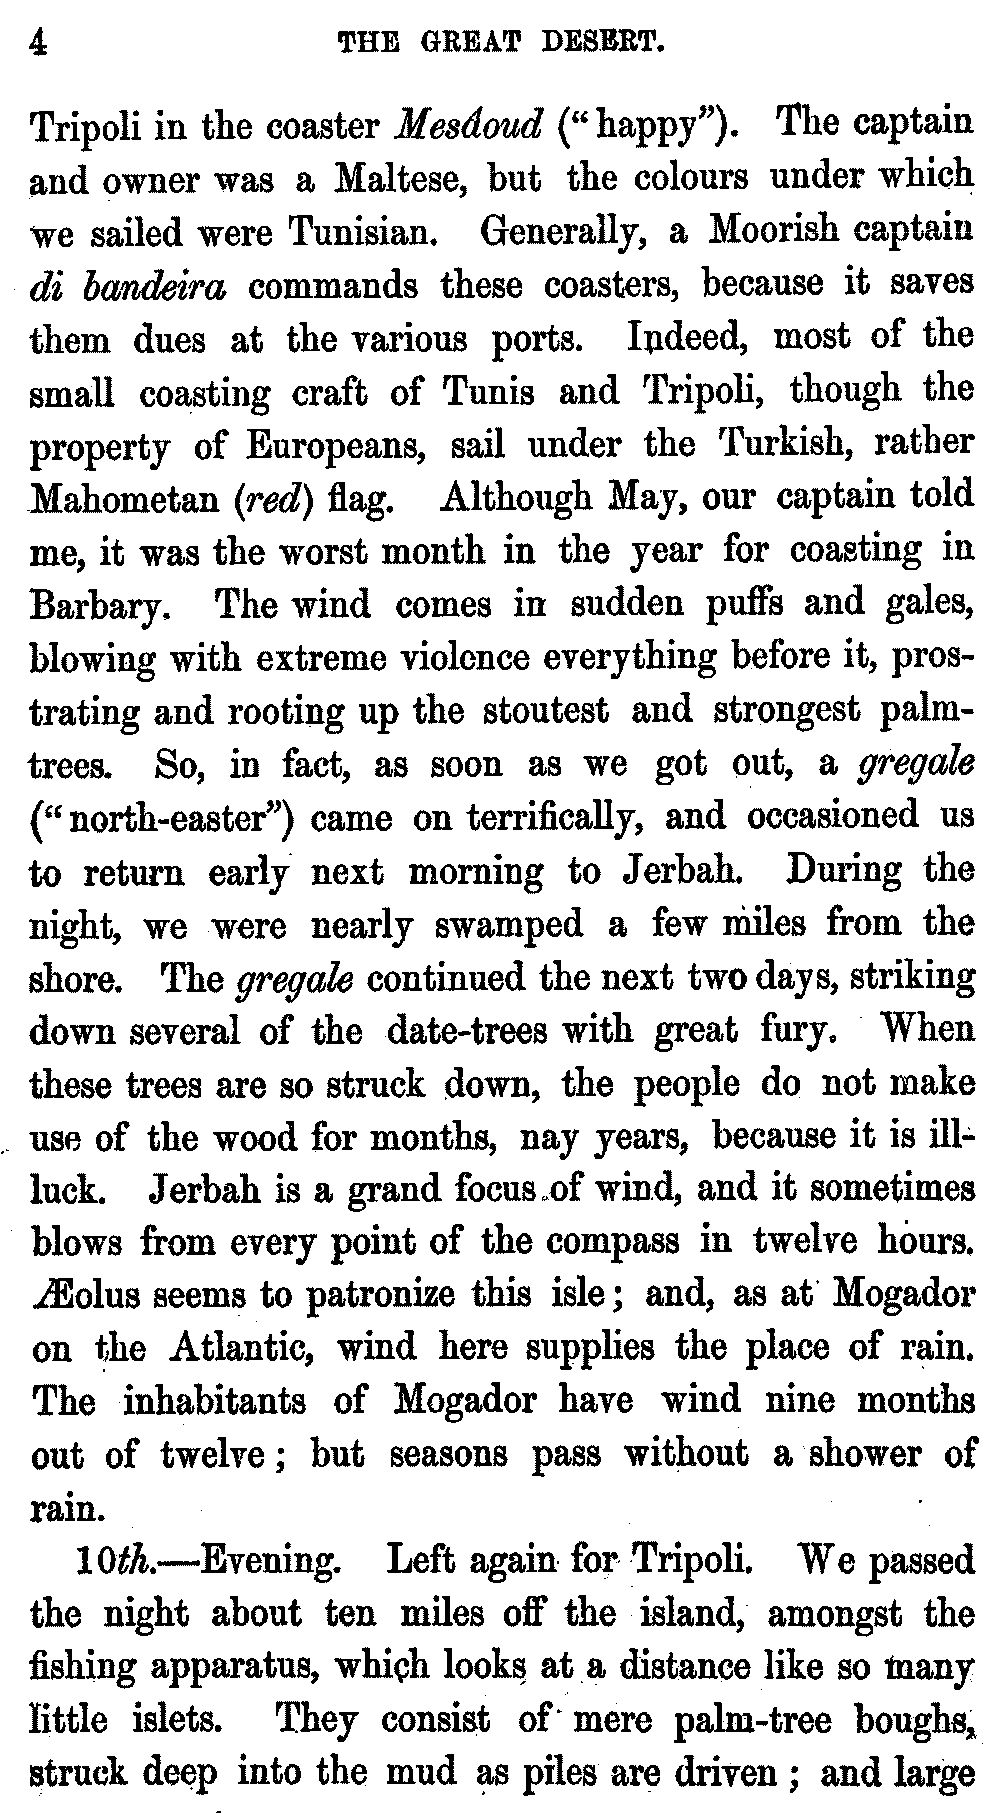 4 THE GREAT DESERT.
Tripoli in the coaster Mesâoud (“happy”). The captain
and owner was a Maltese, but the colours under which
we sailed were Tunisian. Generally, a Moorish captain
di bandeira commands these coasters, because it saves
them dues at the various ports. Indeed, most of the
small coasting craft of Tunis and Tripoli, though the
property of Europeans, sail under the Turkish, rather
Mahometan (red) flag. Although May, our captain told
me, it was the worst month in the year for coasting in
Barbary. The wind comes in sudden puffs and gales,
blowing with extreme violence everything before it, pros-
trating and rooting up the stoutest and strongest palm-
trees. So, in fact, as soon as we got out, a gregale
(“north-easter”) came on terrifically, and occasioned us
to return early next morning to Jerbah. During the
night, we were nearly swamped a few miles from the
shore. The gregale continued the next two days, striking
down several of the date-trees with great fury. When
these trees are so struck down, the people do not make
use of the wood for months, nay years, because it is ill-
luck. Jerbah is a grand focus of wind, and it sometimes
blows from every point of the compass in twelve hours.
Æolus seems to patronize this isle; and, as at Mogador
on the Atlantic, wind here supplies the place of rain.
The inhabitants of Mogador have wind nine months
out of twelve; but seasons pass without a shower of
rain.
10th.—Evening. Left again for Tripoli. We passed
the night about ten miles off the island, amongst the
fishing apparatus, which looks at a distance like so many
little islets. They consist of mere palm-tree boughs,
struck deep into the mud as piles are driven; and large